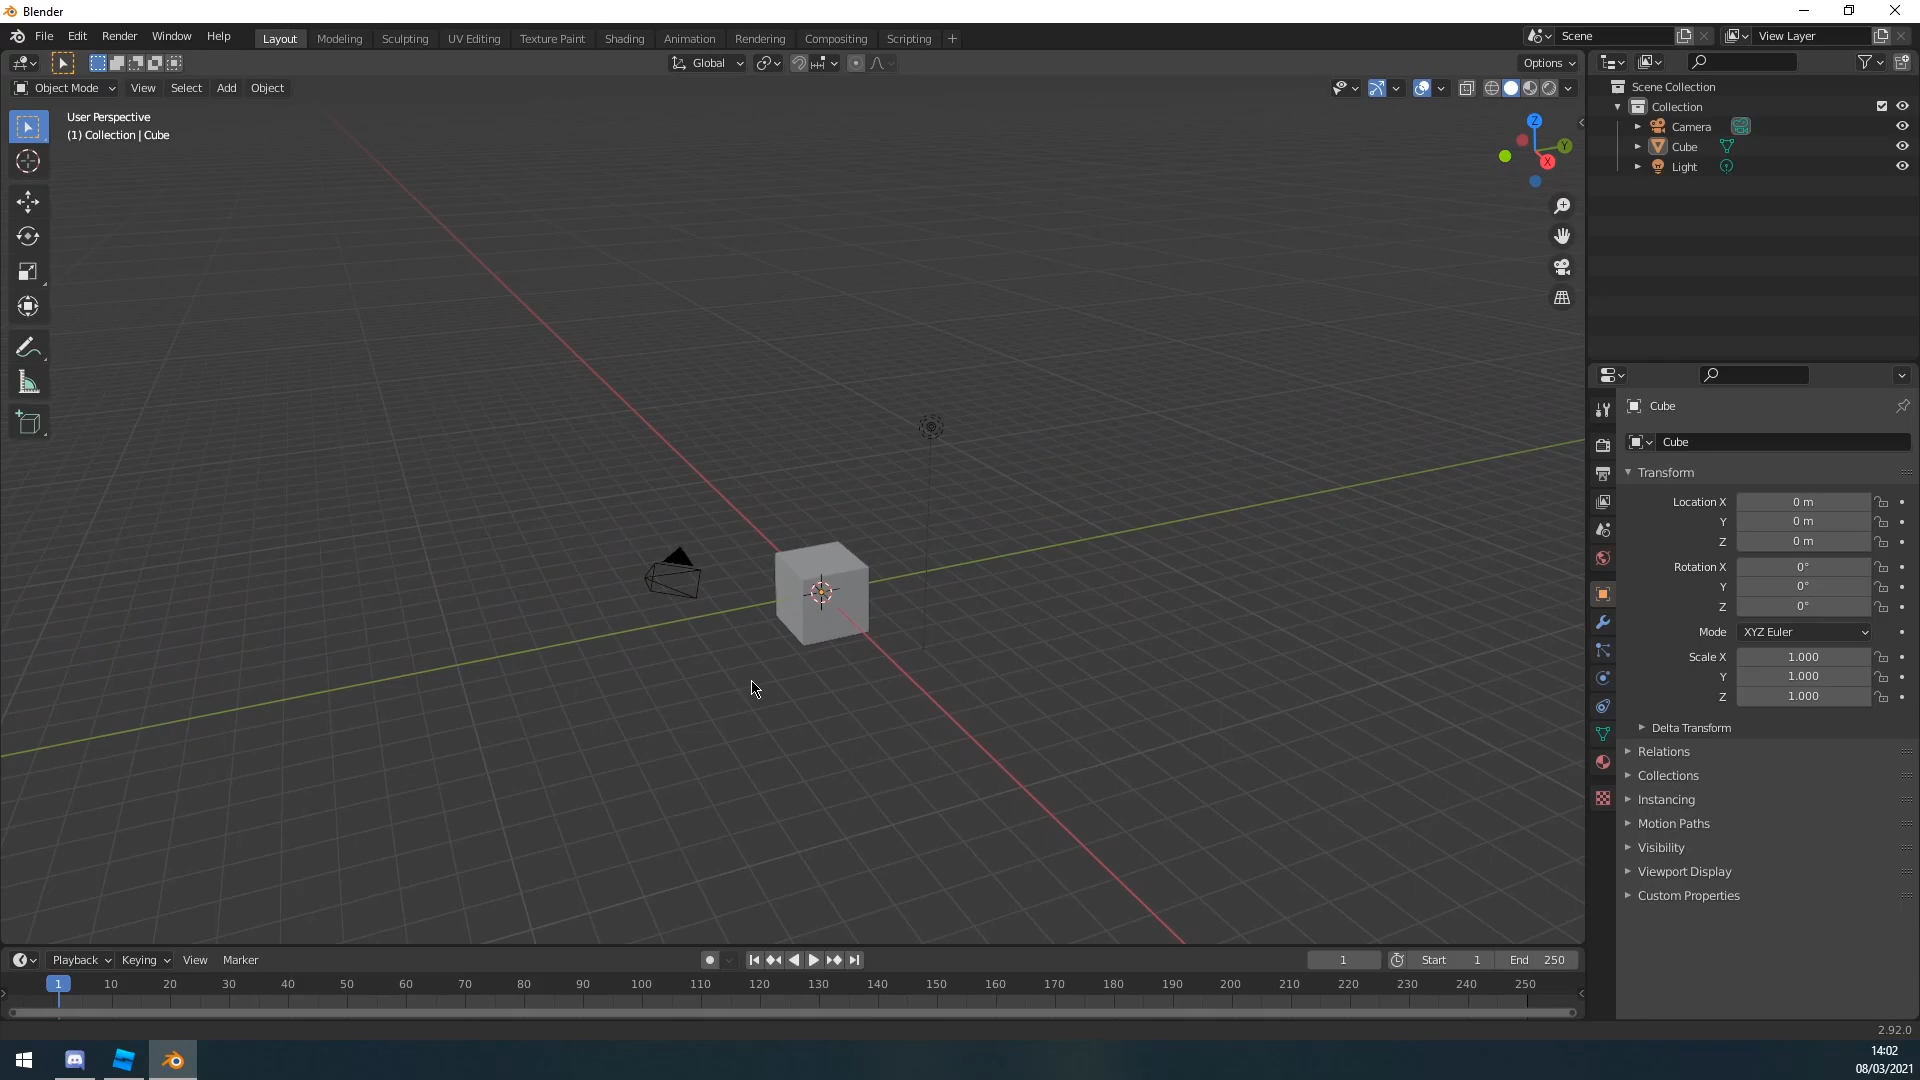 Blender
File Edit Render Window Help
Layout Modeling Sculpting UV Editing Texture Paint Shading Animation Rendering Compositing Scripting +
Scene
View Layer
Global
Options
Object Mode View Select Add Object
User Perspective
(1) Collection | Cube
Z
Y
X
Scene Collection
Collection
Camera
Cube
Light
Cube
Cube
Transform
Location X 0 m
Y 0 m
Z 0 m
Rotation X 0°
Y 0°
Z 0°
Mode XYZ Euler
Scale X 1.000
Y 1.000
Z 1.000
Delta Transform
Relations
Collections
Instancing
Motion Paths
Visibility
Viewport Display
Custom Properties
Playback Keying View Marker
1 Start 1 End 250
1 10 20 30 40 50 60 70 80 90 100 110 120 130 140 150 160 170 180 190 200 210 220 230 240 250
2.92.0
14:02
08/03/2021